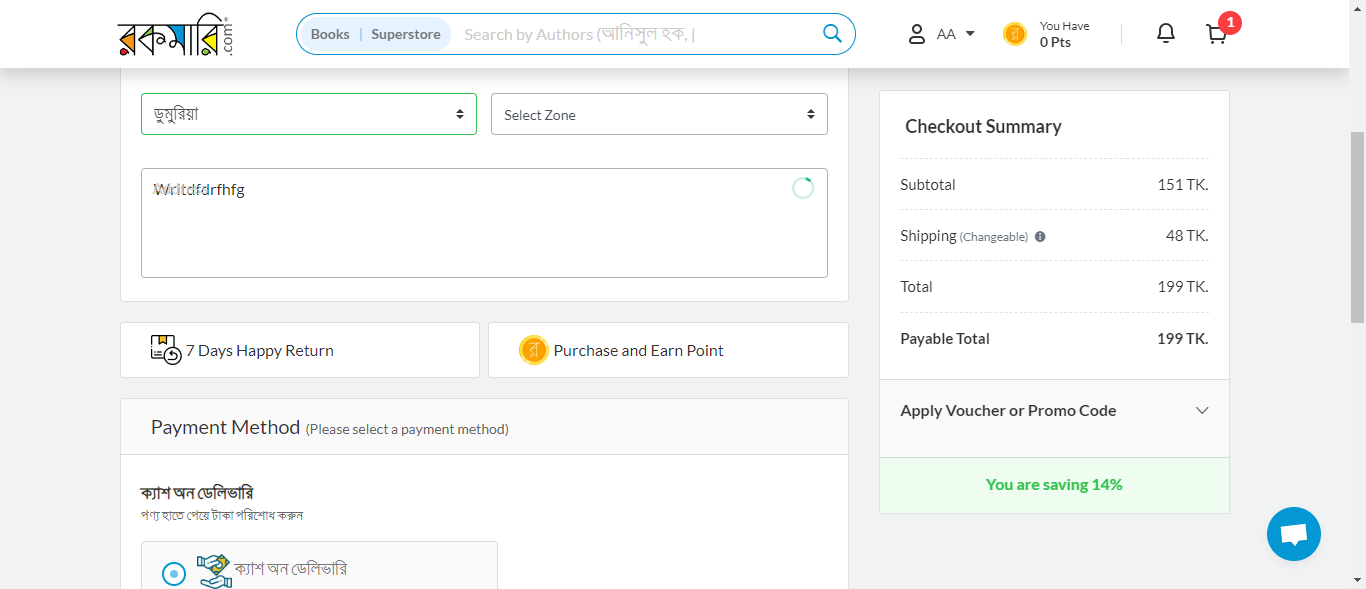 রকমারি.com
Books | Superstore
Search by Authors (আনিসুল হক, |
AA
You Have
0 Pts
1
ডুমুরিয়া
Select Zone
Checkout Summary
Subtotal 151 TK.
Shipping (Changeable) 48 TK.
Total 199 TK.
Payable Total 199 TK.
Apply Voucher or Promo Code
You are saving 14%
7 Days Happy Return
Purchase and Earn Point
Payment Method (Please select a payment method)
ক্যাশ অন ডেলিভারি
পণ্য হাতে পেয়ে টাকা পরিশোধ করুন
ক্যাশ অন ডেলিভারি